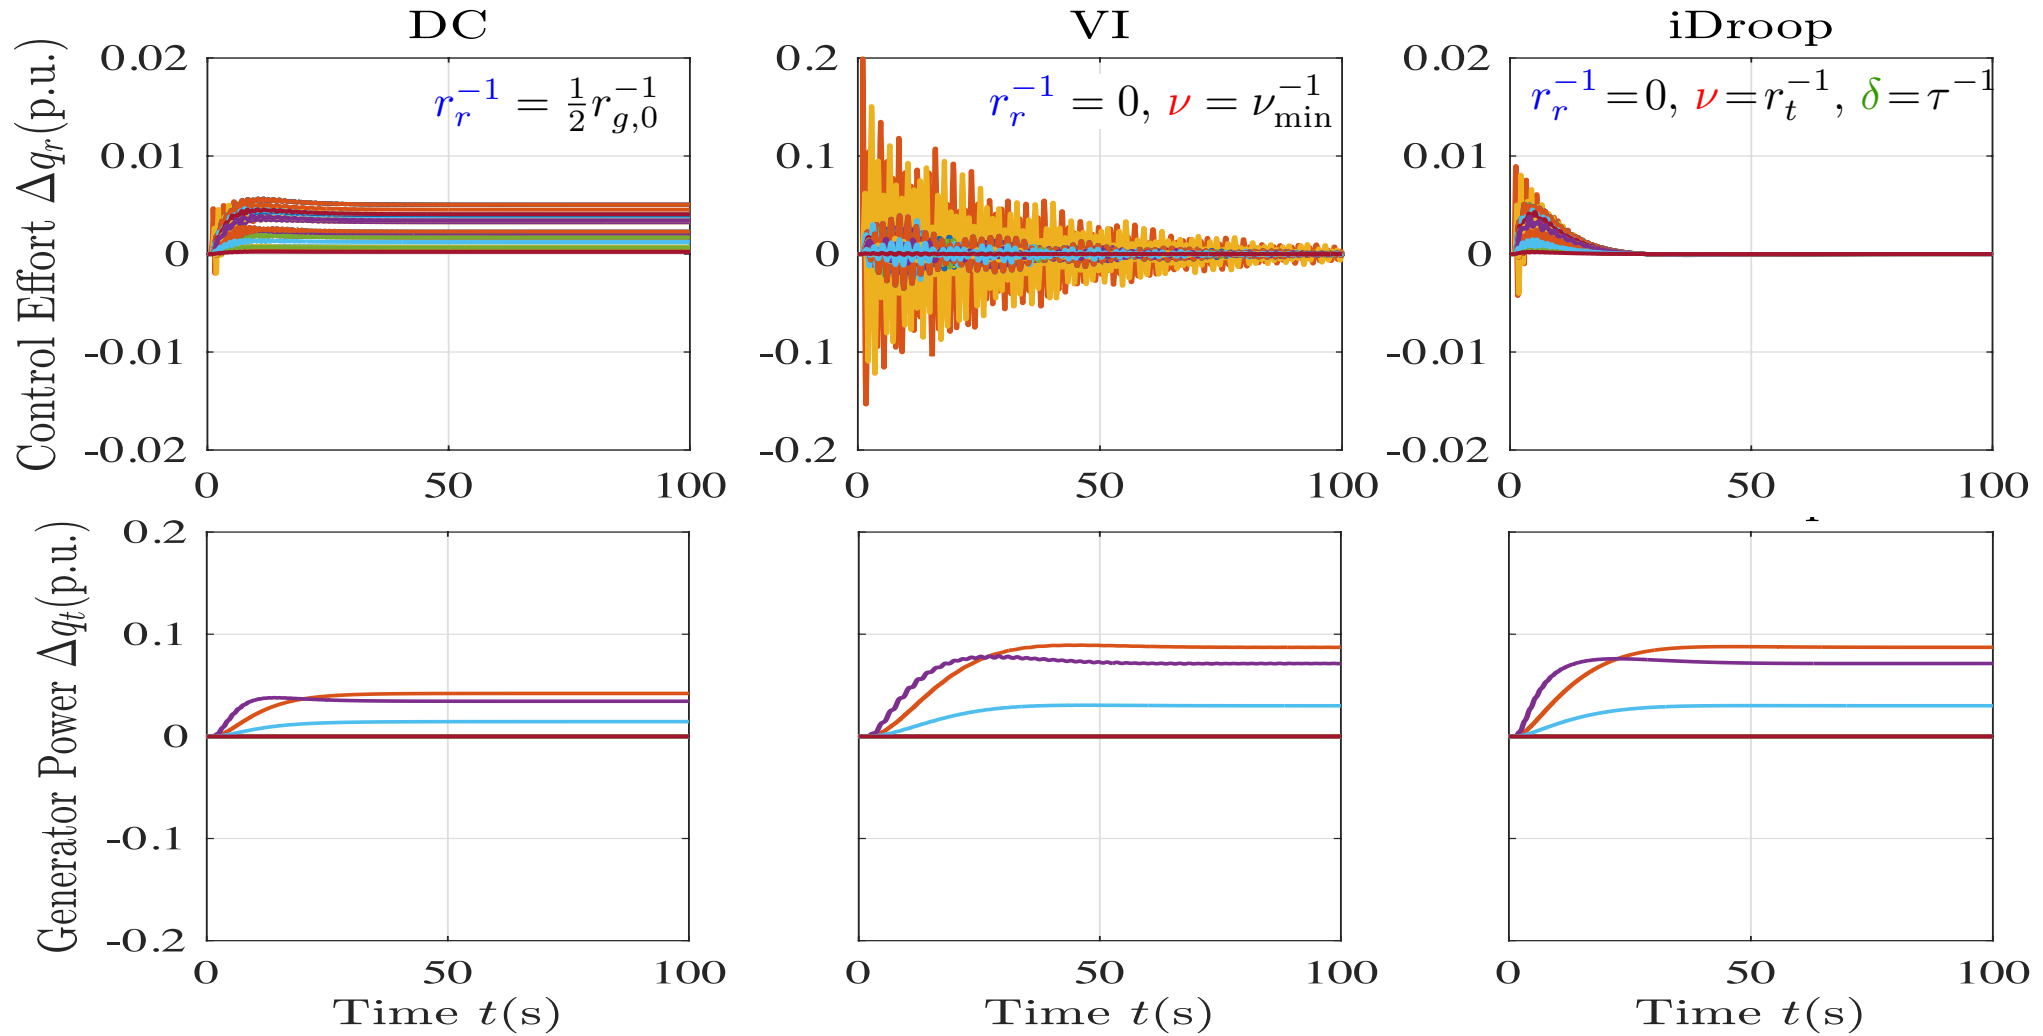 DC
VI
iDroop
Control Effort Δq_r(p.u.)
0.02
0.01
0
-0.01
-0.02
0 50 100
r_r^{-1} = \frac{1}{2} r_{g,0}^{-1}
0.2
0.1
0
-0.1
-0.2
0 50 100
r_r^{-1} = 0, ν = ν_{min}^{-1}
0.02
0.01
0
-0.01
-0.02
0 50 100
r_r^{-1}=0, ν=r_t^{-1}, δ=τ^{-1}
Generator Power Δq_t(p.u.)
0.2
0.1
0
-0.1
-0.2
0 50 100
Time t(s)
0 50 100
Time t(s)
0 50 100
Time t(s)